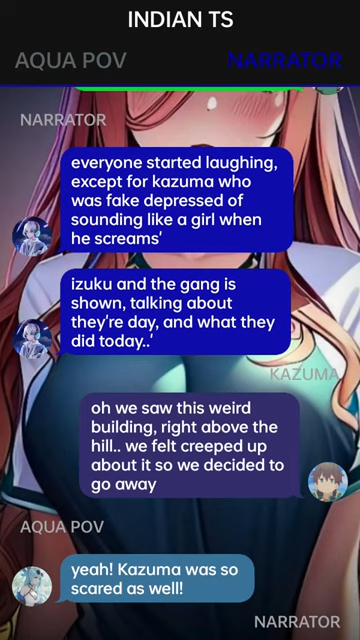 INDIAN TS
AQUA POV
NARRATOR
NARRATOR
everyone started laughing,
except for kazuma who
was fake depressed of
sounding like a girl when
he screams'
izuku and the gang is
shown, talking about
they're day, and what they
did today..'
KAZUMA
oh we saw this weird
building, right above the
hill.. we felt creeped up
about it so we decided to
go away
AQUA POV
yeah! Kazuma was so
scared as well!
NARRATOR